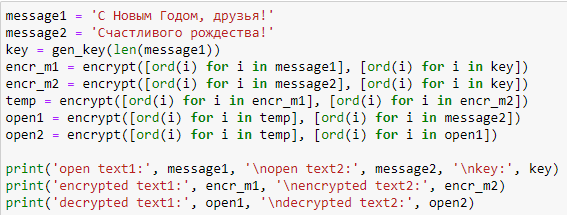 message1 = 'С Новым Годом, друзья!'
message2 = 'Счастливого рождества!'
key = gen_key(len(message1))
encr_m1 = encrypt([ord(i) for i in message1], [ord(i) for i in key])
encr_m2 = encrypt([ord(i) for i in message2], [ord(i) for i in key])
temp = encrypt([ord(i) for i in encr_m1], [ord(i) for i in encr_m2])
open1 = encrypt([ord(i) for i in temp], [ord(i) for i in message2])
open2 = encrypt([ord(i) for i in temp], [ord(i) for i in open1])

print('open text1:', message1, '\nopen text2:', message2, '\nkey:', key)
print('encrypted text1:', encr_m1, '\nencrypted text2:', encr_m2)
print('decrypted text1:', open1, '\ndecrypted text2:', open2)